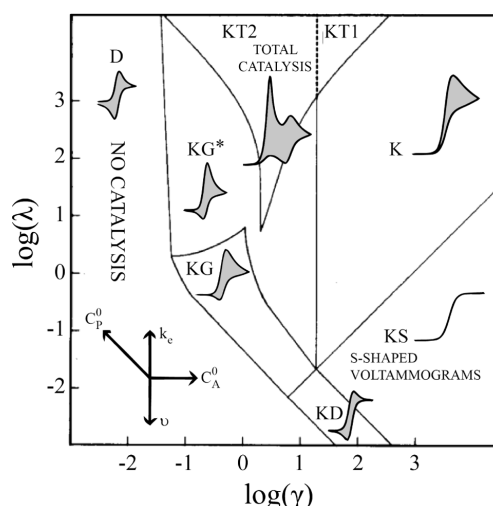 KT2
KT1
D
TOTAL
CATALYSIS
3
NO CATALYSIS
K
2
KG*
1
log(λ)
KG
0
C_P^0
k_e
KS
-1
S-SHAPED
VOLTAMMOGRAMS
C_A^0
-2
KD
υ
-2
-1
0
1
2
3
log(γ)